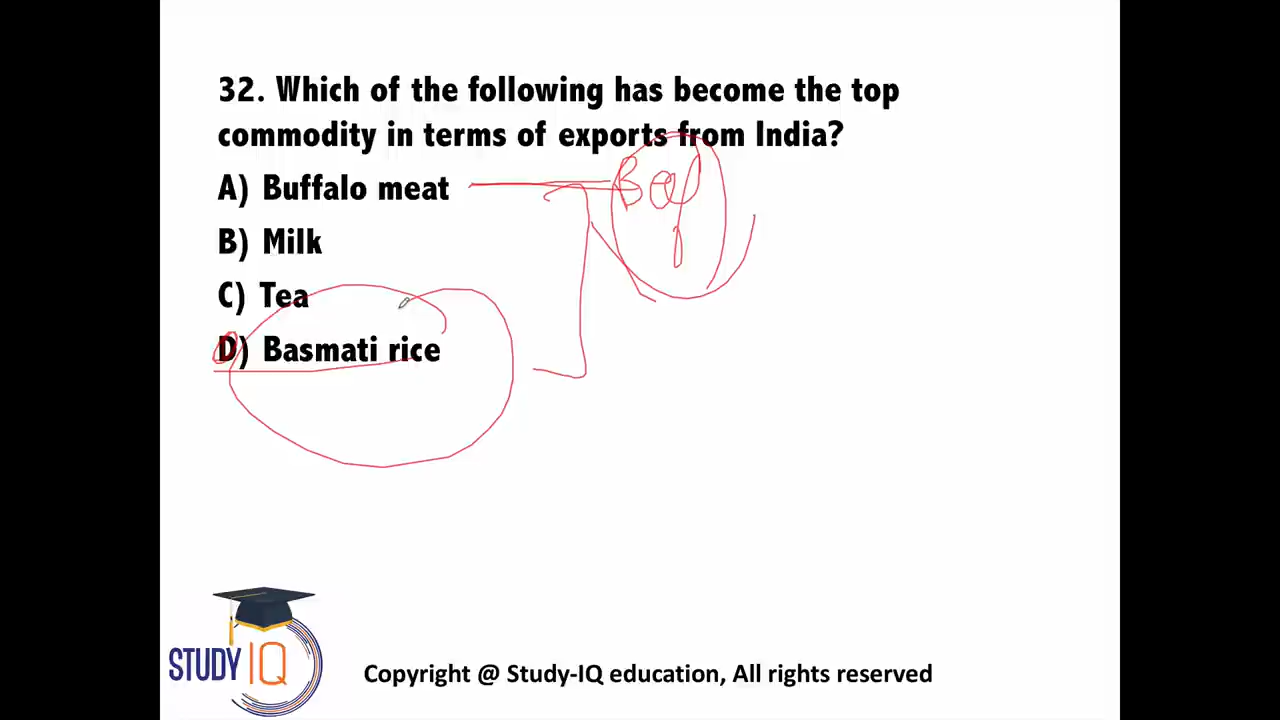 32. Which of the following has become the top
commodity in terms of exports from India?
A) Buffalo meat
Beef
B) Milk
C) Tea
D) Basmati rice
STUDY IQ
Copyright @ Study-IQ education, All rights reserved